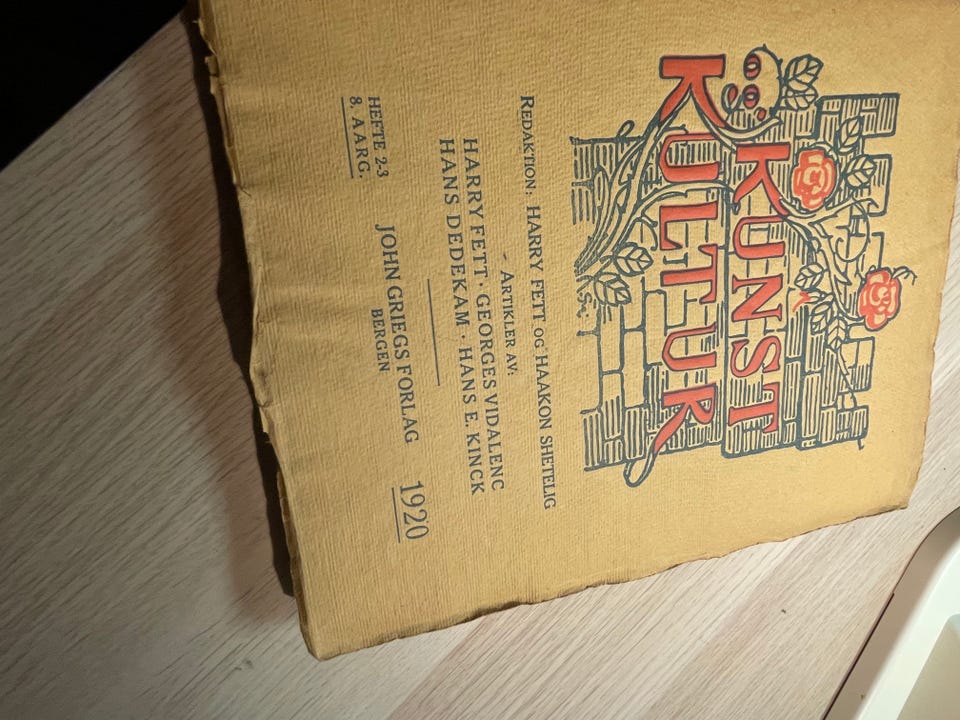 KUNST
OG
KULTUR
REDAKTION: HARRY FETT OG HAAKON SHETELIG
- ARTIKLER AV:
HARRY FETT · GEORGES VIDALENC
HANS DEDEKAM · HANS E. KINCK
HEFTE 2-3
8. AARG.
JOHN GRIEGS FORLAG
BERGEN
1920